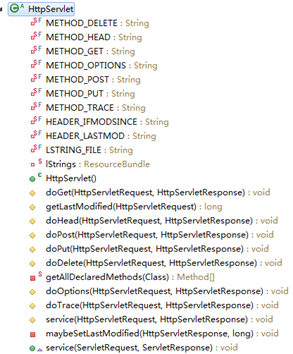 HttpServlet
METHOD_DELETE : String
METHOD_HEAD : String
METHOD_GET : String
METHOD_OPTIONS : String
METHOD_POST : String
METHOD_PUT : String
METHOD_TRACE : String
HEADER_IFMODSINCE : String
HEADER_LASTMOD : String
LSTRING_FILE : String
lStrings : ResourceBundle
HttpServlet()
doGet(HttpServletRequest, HttpServletResponse) : void
getLastModified(HttpServletRequest) : long
doHead(HttpServletRequest, HttpServletResponse) : void
doPost(HttpServletRequest, HttpServletResponse) : void
doPut(HttpServletRequest, HttpServletResponse) : void
doDelete(HttpServletRequest, HttpServletResponse) : void
getAllDeclaredMethods(Class) : Method[]
doOptions(HttpServletRequest, HttpServletResponse) : void
doTrace(HttpServletRequest, HttpServletResponse) : void
service(HttpServletRequest, HttpServletResponse) : void
maybeSetLastModified(HttpServletResponse, long) : void
service(ServletRequest, ServletResponse) : void